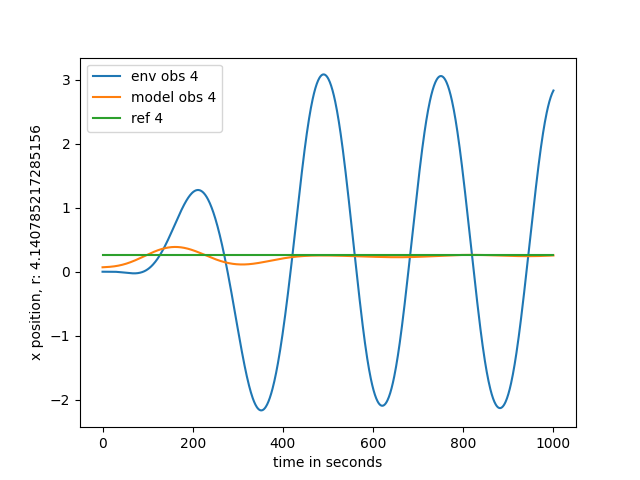 env obs 4
model obs 4
ref 4
3
2
1
0
−1
−2
x position, r: 4.140785217285156
0
200
400
600
800
1000
time in seconds